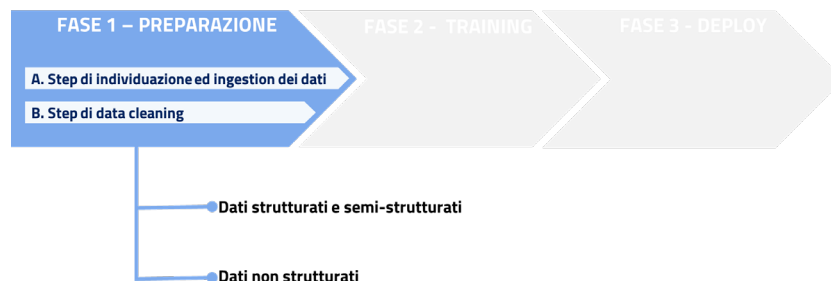 FASE 1 – PREPARAZIONE
FASE 2 - TRAINING
FASE 3 - DEPLOY
A. Step di individuazione ed ingestion dei dati
B. Step di data cleaning
Dati strutturati e semi-strutturati
Dati non strutturati